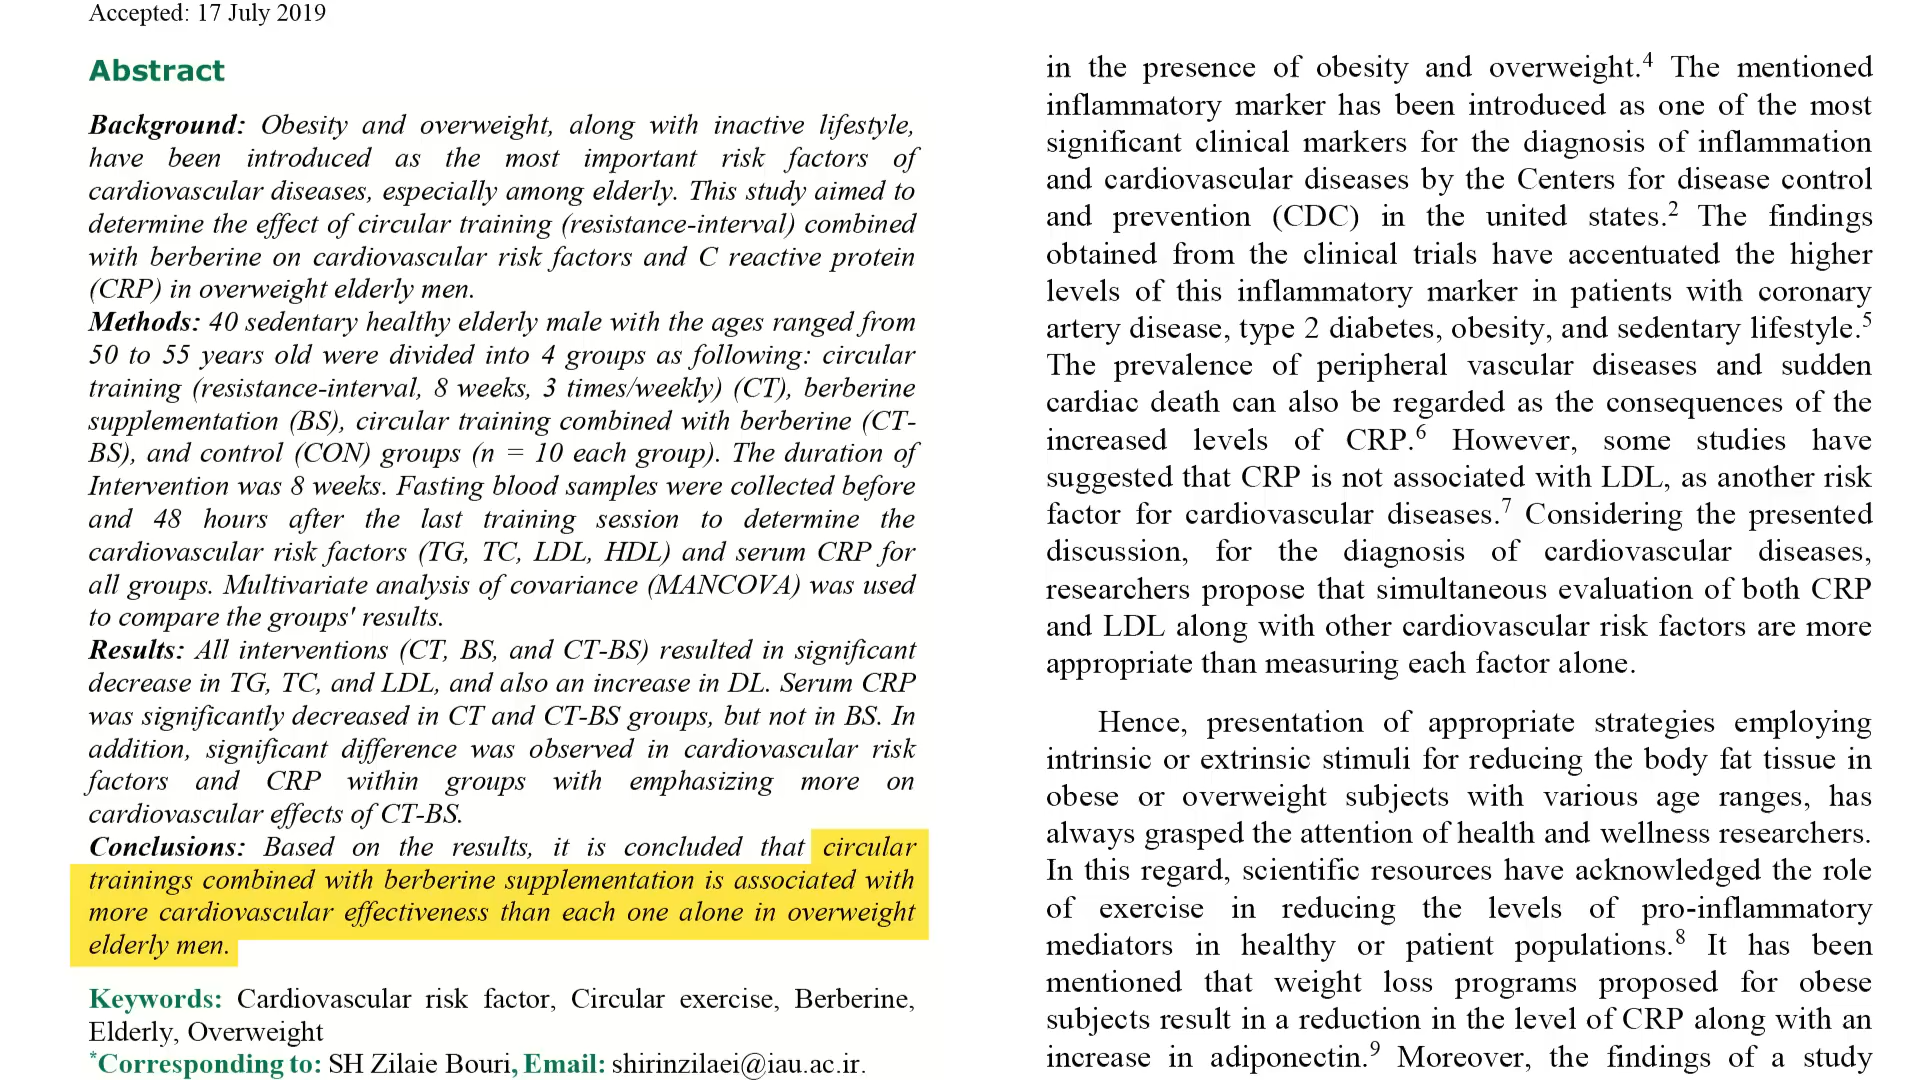 Accepted: 17 July 2019
Abstract
Background: Obesity and overweight, along with inactive lifestyle,
have been introduced as the most important risk factors of
cardiovascular diseases, especially among elderly. This study aimed to
determine the effect of circular training (resistance-interval) combined
with berberine on cardiovascular risk factors and C reactive protein
(CRP) in overweight elderly men.
Methods: 40 sedentary healthy elderly male with the ages ranged from
50 to 55 years old were divided into 4 groups as following: circular
training (resistance-interval, 8 weeks, 3 times/weekly) (CT), berberine
supplementation (BS), circular training combined with berberine (CT-
BS), and control (CON) groups (n = 10 each group). The duration of
Intervention was 8 weeks. Fasting blood samples were collected before
and 48 hours after the last training session to determine the
cardiovascular risk factors (TG, TC, LDL, HDL) and serum CRP for
all groups. Multivariate analysis of covariance (MANCOVA) was used
to compare the groups' results.
Results: All interventions (CT, BS, and CT-BS) resulted in significant
decrease in TG, TC, and LDL, and also an increase in DL. Serum CRP
was significantly decreased in CT and CT-BS groups, but not in BS. In
addition, significant difference was observed in cardiovascular risk
factors and CRP within groups with emphasizing more on
cardiovascular effects of CT-BS.
Conclusions: Based on the results, it is concluded that circular
trainings combined with berberine supplementation is associated with
more cardiovascular effectiveness than each one alone in overweight
elderly men.
Keywords: Cardiovascular risk factor, Circular exercise, Berberine,
Elderly, Overweight
*Corresponding to: SH Zilaie Bouri, Email: shirinzilaei@iau.ac.ir.
in the presence of obesity and overweight.4 The mentioned
inflammatory marker has been introduced as one of the most
significant clinical markers for the diagnosis of inflammation
and cardiovascular diseases by the Centers for disease control
and prevention (CDC) in the united states.2 The findings
obtained from the clinical trials have accentuated the higher
levels of this inflammatory marker in patients with coronary
artery disease, type 2 diabetes, obesity, and sedentary lifestyle.5
The prevalence of peripheral vascular diseases and sudden
cardiac death can also be regarded as the consequences of the
increased levels of CRP.6 However, some studies have
suggested that CRP is not associated with LDL, as another risk
factor for cardiovascular diseases.7 Considering the presented
discussion, for the diagnosis of cardiovascular diseases,
researchers propose that simultaneous evaluation of both CRP
and LDL along with other cardiovascular risk factors are more
appropriate than measuring each factor alone.
Hence, presentation of appropriate strategies employing
intrinsic or extrinsic stimuli for reducing the body fat tissue in
obese or overweight subjects with various age ranges, has
always grasped the attention of health and wellness researchers.
In this regard, scientific resources have acknowledged the role
of exercise in reducing the levels of pro-inflammatory
mediators in healthy or patient populations.8 It has been
mentioned that weight loss programs proposed for obese
subjects result in a reduction in the level of CRP along with an
increase in adiponectin.9 Moreover, the findings of a study